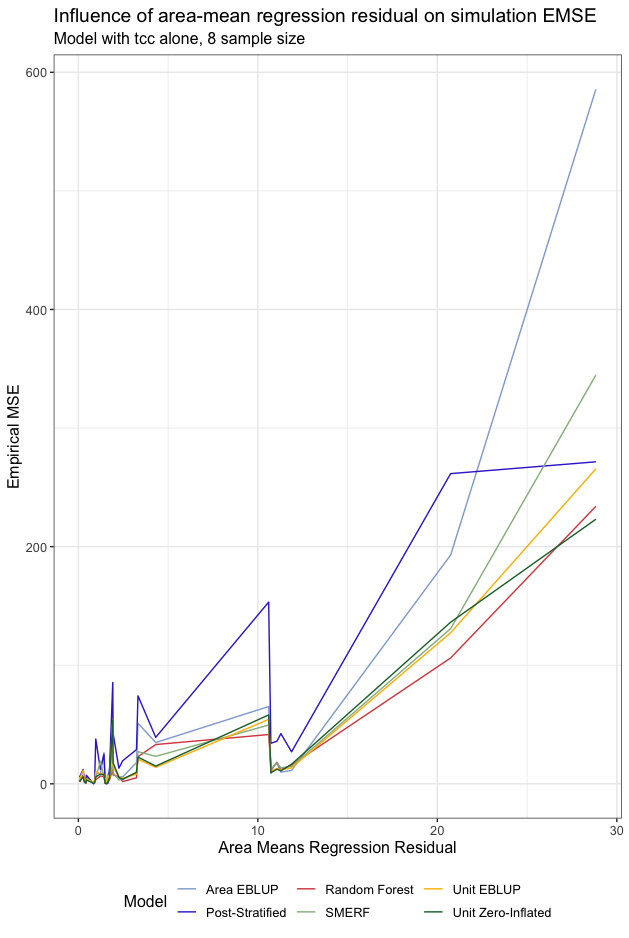 Influence of area-mean regression residual on simulation EMSE
Model with tcc alone, 8 sample size
600
400
200
0
Empirical MSE
0 10 20 30
Area Means Regression Residual
Model
Area EBLUP Random Forest Unit EBLUP
Post-Stratified SMERF Unit Zero-Inflated